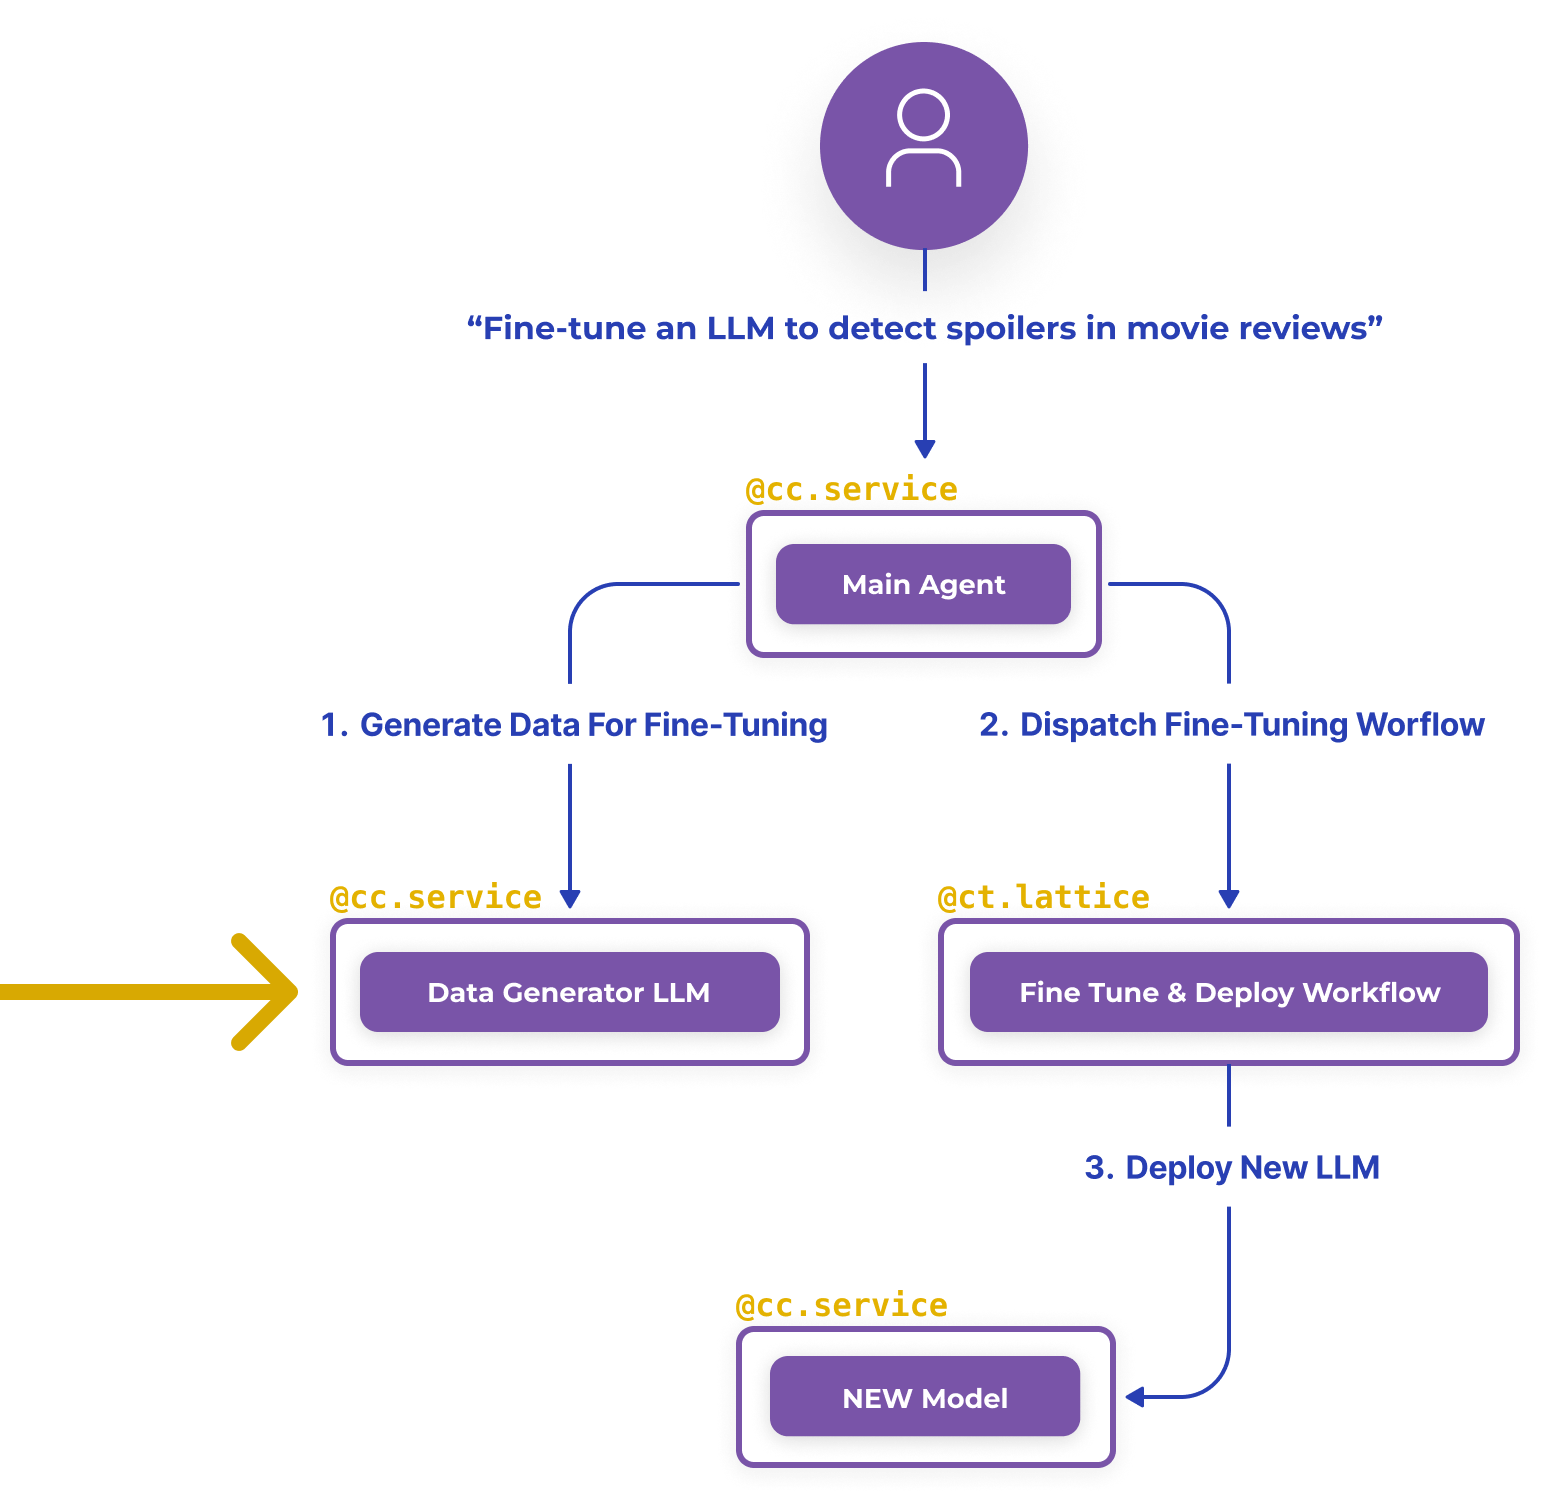 “Fine-tune an LLM to detect spoilers in movie reviews”
@cc.service
Main Agent
1. Generate Data For Fine-Tuning
2. Dispatch Fine-Tuning Worflow
@cc.service
Data Generator LLM
@ct.lattice
Fine Tune & Deploy Workflow
3. Deploy New LLM
@cc.service
NEW Model